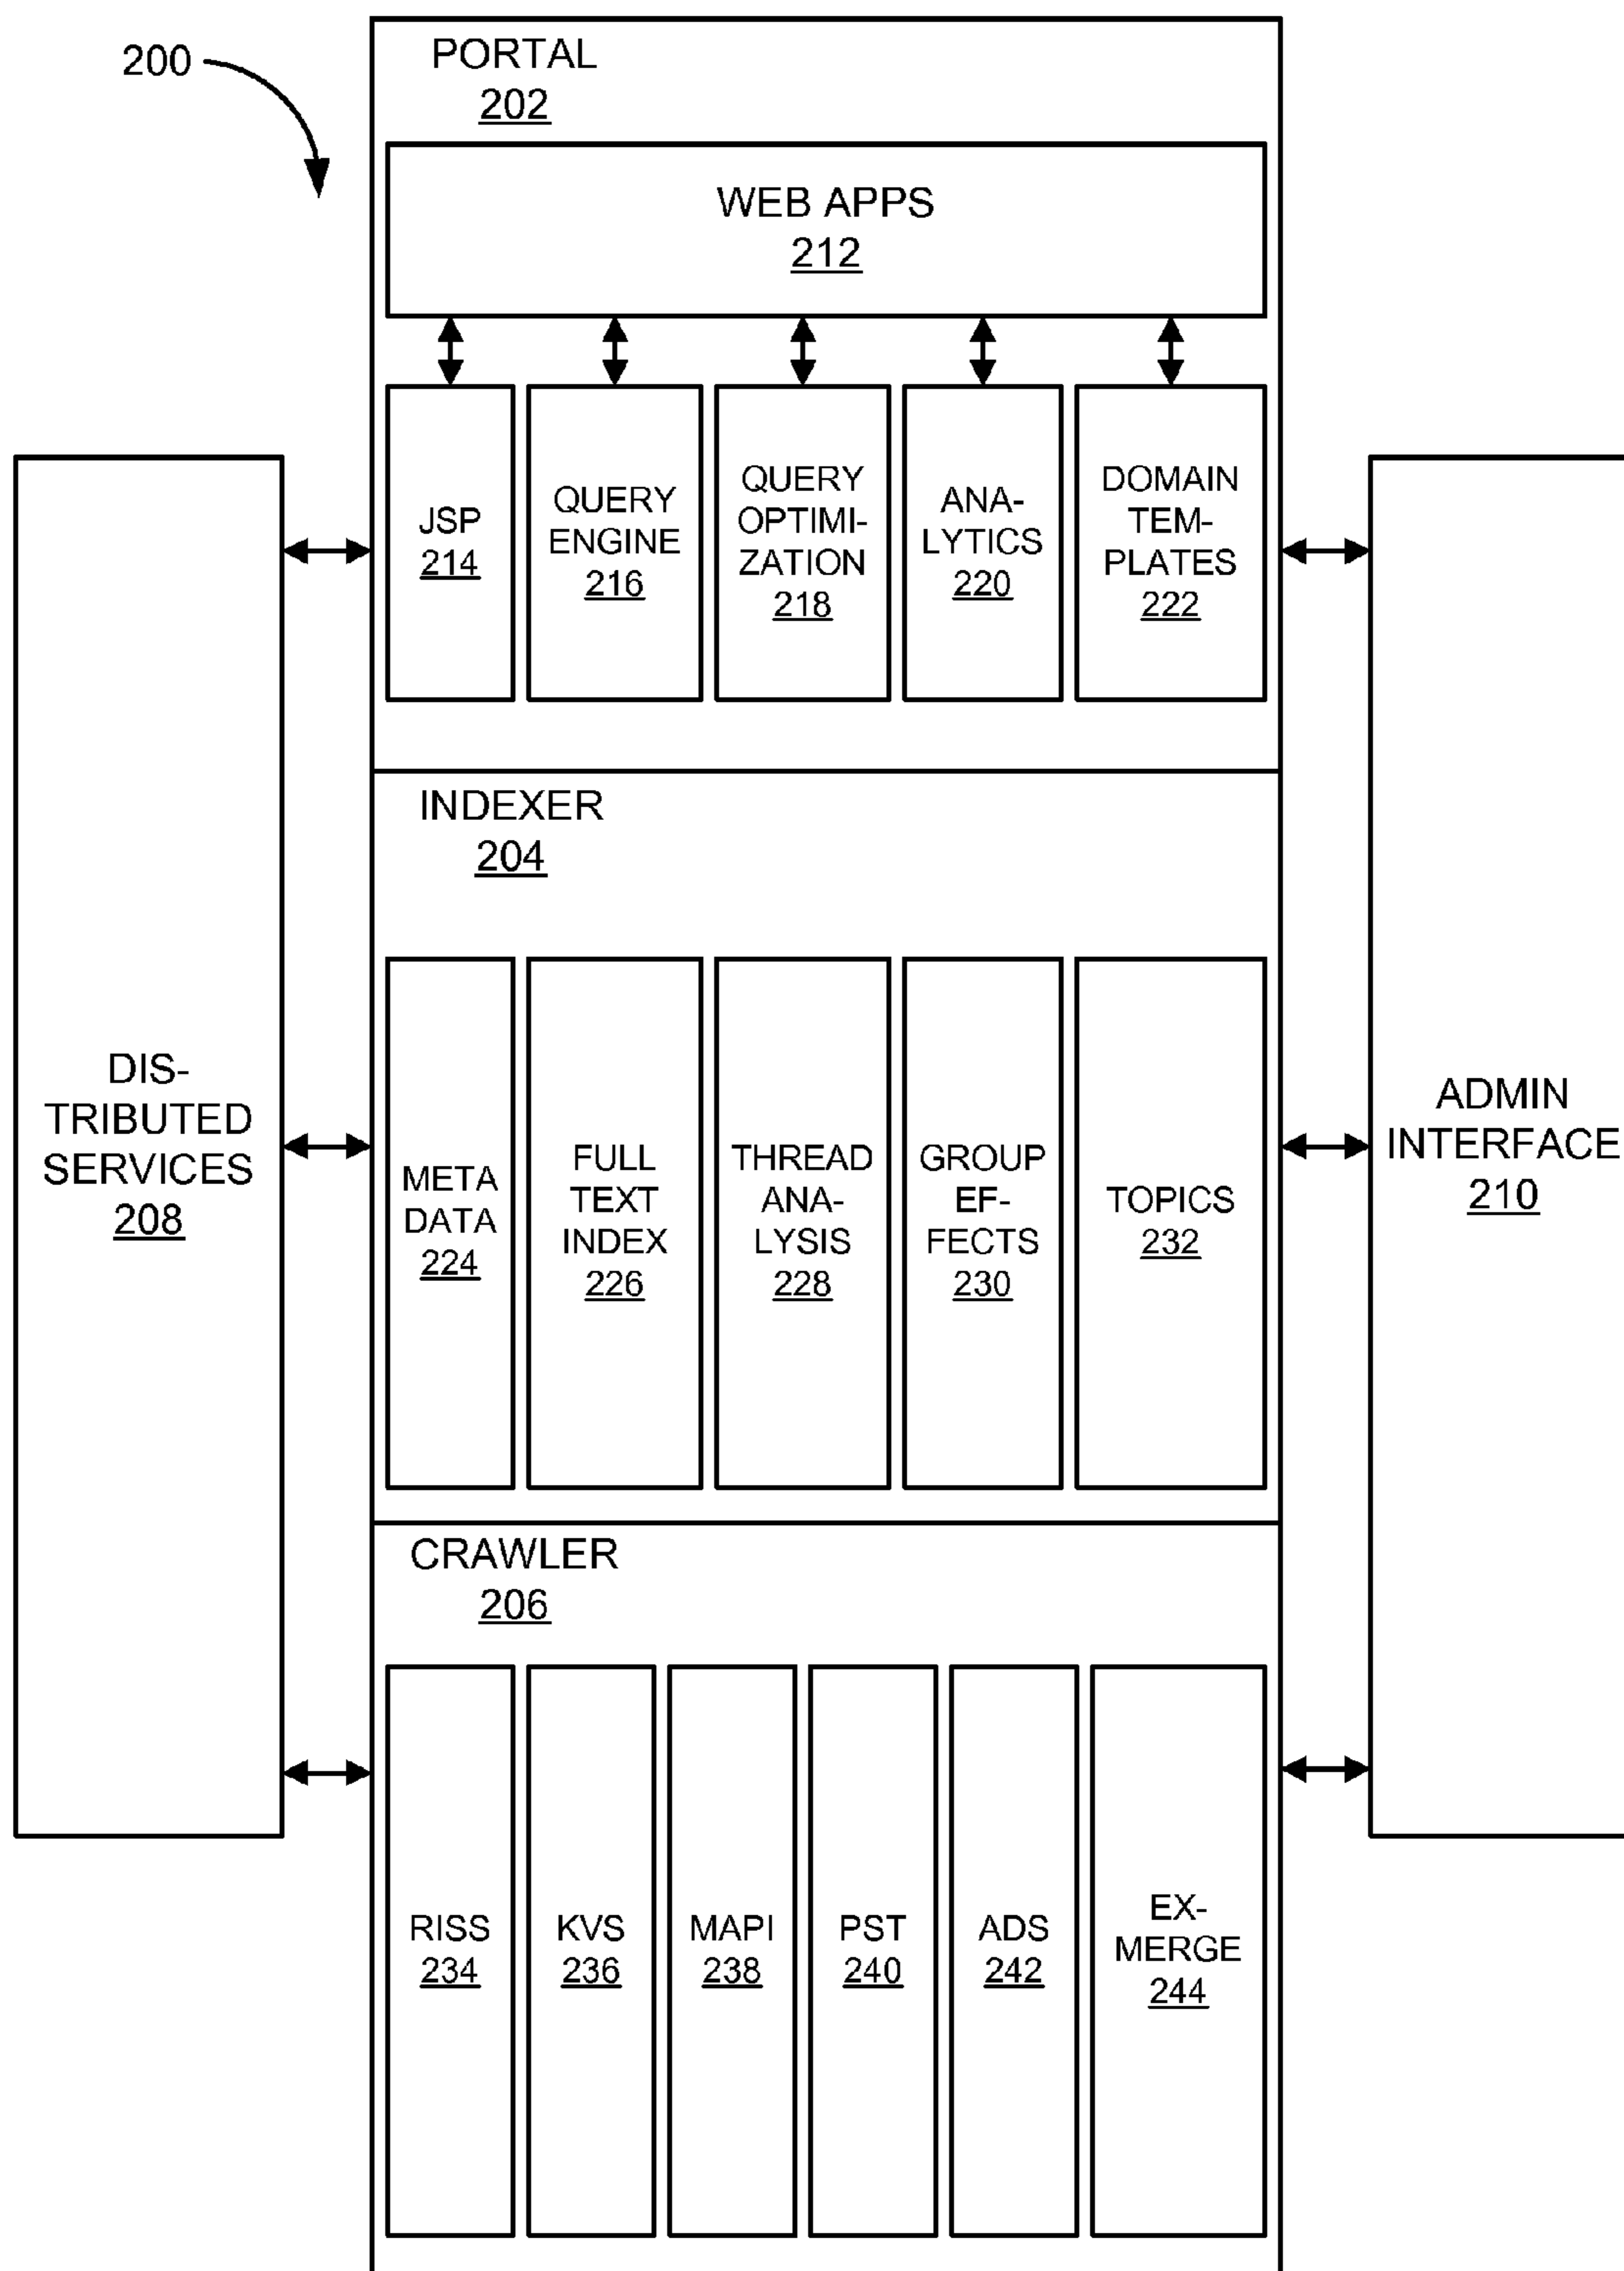 200
PORTAL
202
WEB APPS
212
JSP
214
QUERY
ENGINE
216
QUERY
OPTIMI-
ZATION
218
ANA-
LYTICS
220
DOMAIN
TEM-
PLATES
222
INDEXER
204
DIS-
TRIBUTED
SERVICES
208
META
DATA
224
FULL
TEXT
INDEX
226
THREAD
ANA-
LYSIS
228
GROUP
EF-
FECTS
230
TOPICS
232
ADMIN
INTERFACE
210
CRAWLER
206
RISS
234
KVS
236
MAPI
238
PST
240
ADS
242
EX-
MERGE
244